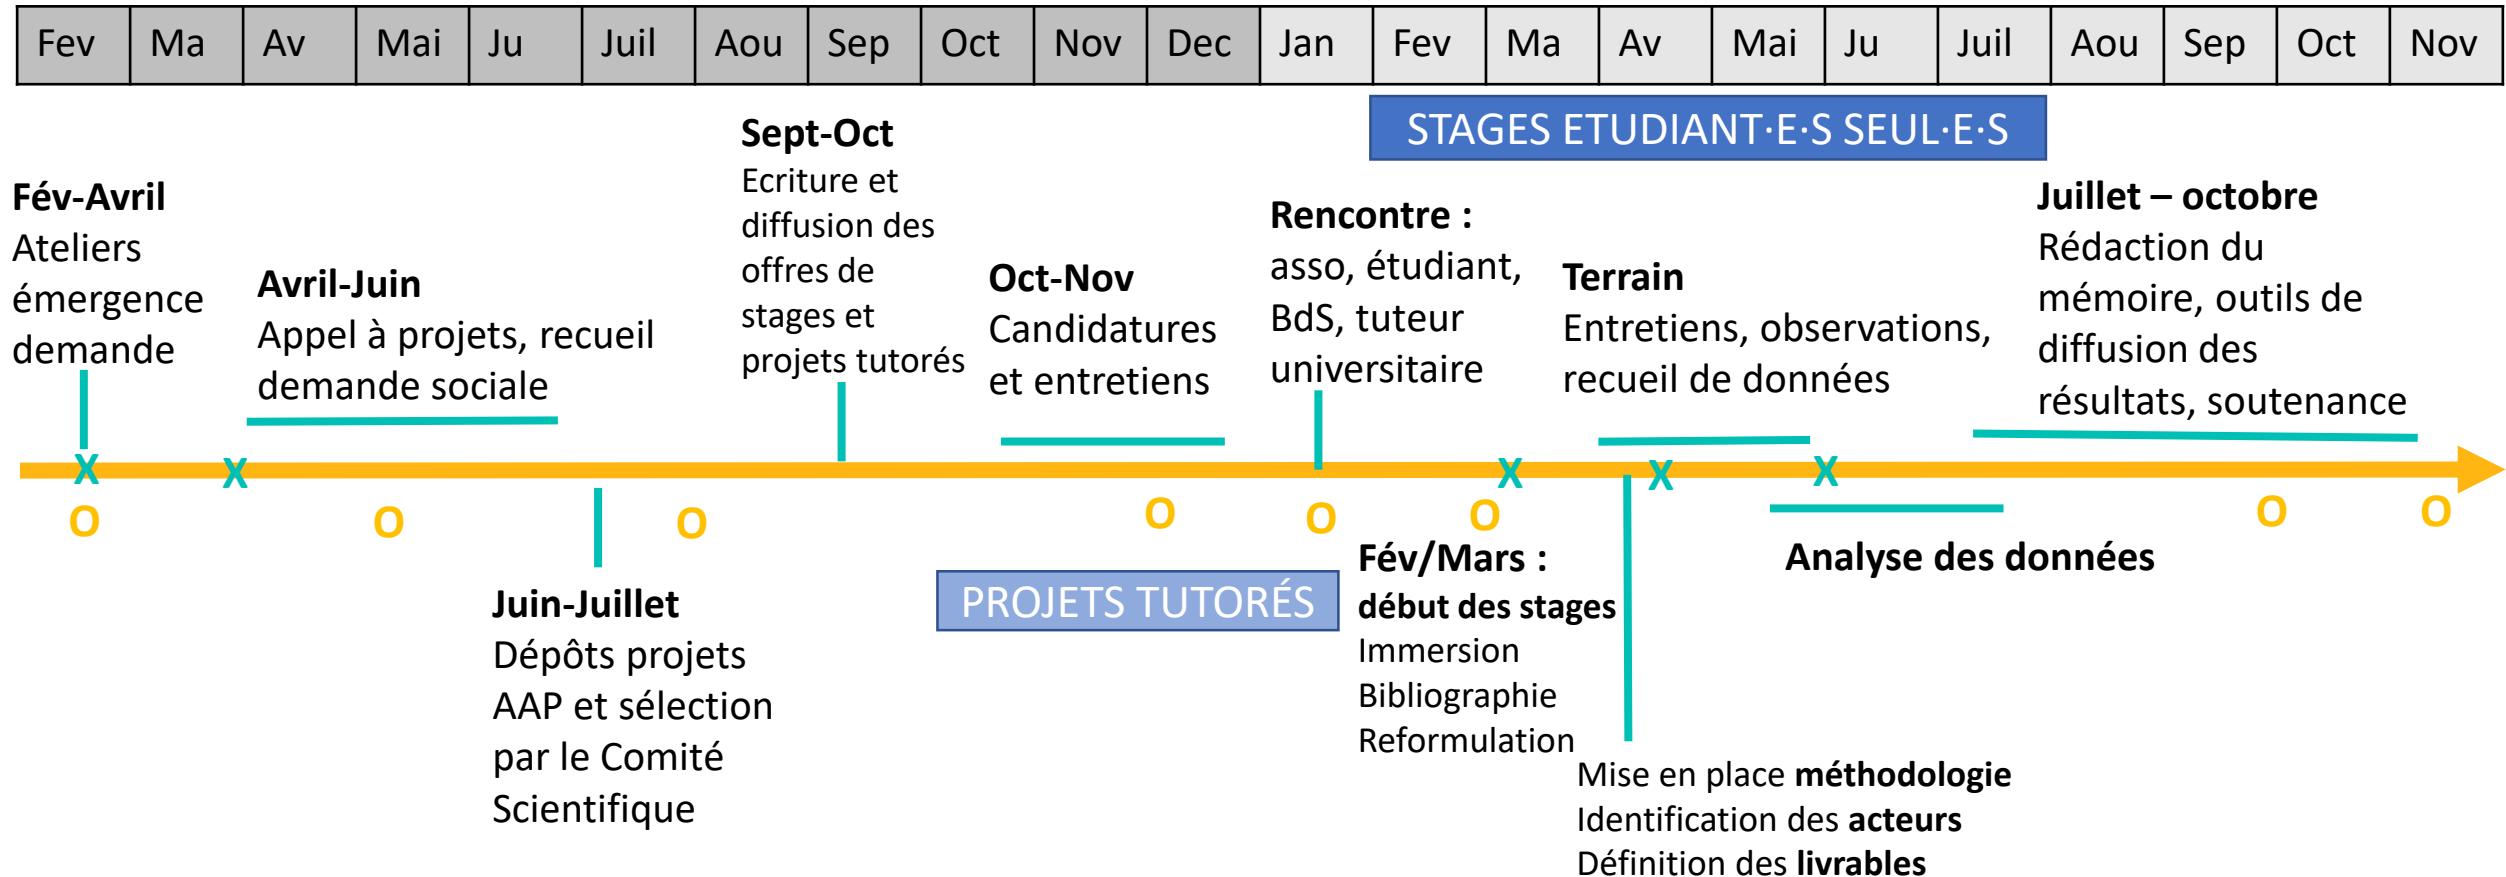 Fev Ma Av Mai Ju Juil Aou Sep Oct Nov Dec Jan Fev Ma Av Mai Ju Juil Aou Sep Oct Nov
STAGES ETUDIANT·E·S SEUL·E·S
Fév-Avril
Ateliers
émergence
demande
Avril-Juin
Appel à projets, recueil
demande sociale
Sept-Oct
Ecriture et
diffusion des
offres de
stages et
projets tutorés
Oct-Nov
Candidatures
et entretiens
Rencontre :
asso, étudiant,
BdS, tuteur
universitaire
Terrain
Entretiens, observations,
recueil de données
Juillet – octobre
Rédaction du
mémoire, outils de
diffusion des
résultats, soutenance
X X X X X
O O O O O O O O
Juin-Juillet
Dépôts projets
AAP et sélection
par le Comité
Scientifique
PROJETS TUTORÉS
Fév/Mars :
début des stages
Immersion
Bibliographie
Reformulation
Analyse des données
Mise en place méthodologie
Identification des acteurs
Définition des livrables